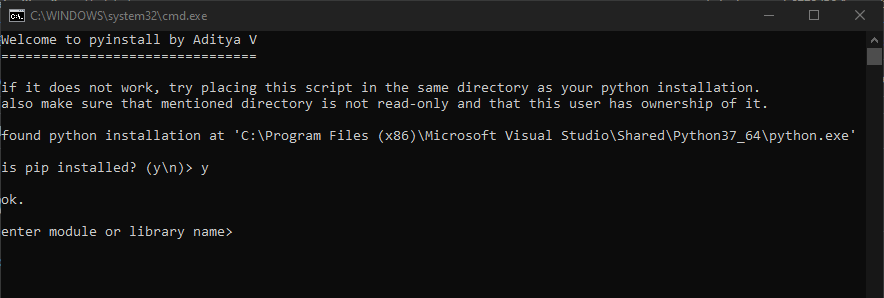 C:\WINDOWS\system32\cmd.exe
Welcome to pyinstall by Aditya V
================================
if it does not work, try placing this script in the same directory as your python installation.
also make sure that mentioned directory is not read-only and that this user has ownership of it.
found python installation at 'C:\Program Files (x86)\Microsoft Visual Studio\Shared\Python37_64\python.exe'
is pip installed? (y\n)> y
ok.
enter module or library name>